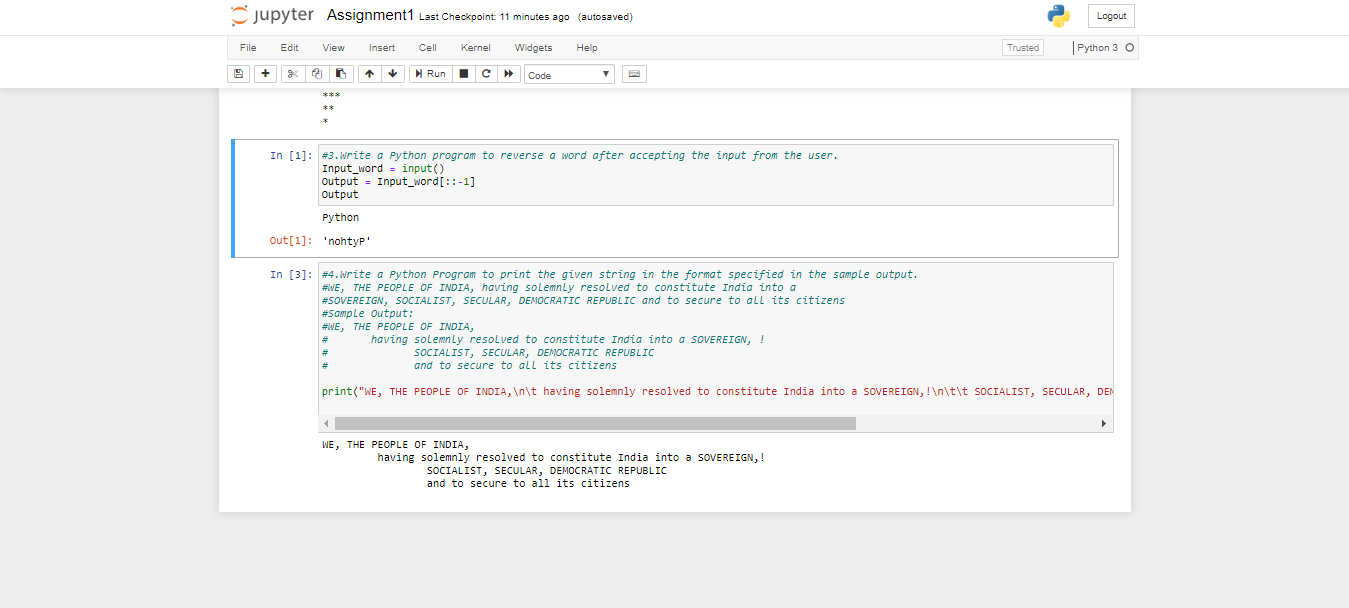 jupyter Assignment1 Last Checkpoint: 11 minutes ago (autosaved)
Logout
File Edit View Insert Cell Kernel Widgets Help
Trusted
Python 3
Run
Code
***
**
*
In [1]: #3.Write a Python program to reverse a word after accepting the input from the user.
Input_word = input()
Output = Input_word[::-1]
Output
Python
Out[1]: 'nohtyP'
In [3]: #4.Write a Python Program to print the given string in the format specified in the sample output.
#WE, THE PEOPLE OF INDIA, having solemnly resolved to constitute India into a
#SOVEREIGN, SOCIALIST, SECULAR, DEMOCRATIC REPUBLIC and to secure to all its citizens
#Sample Output:
#WE, THE PEOPLE OF INDIA,
#       having solemnly resolved to constitute India into a SOVEREIGN, !
#              SOCIALIST, SECULAR, DEMOCRATIC REPUBLIC
#              and to secure to all its citizens
print("WE, THE PEOPLE OF INDIA,\n\t having solemnly resolved to constitute India into a SOVEREIGN,!\n\t\t SOCIALIST, SECULAR, DEM
WE, THE PEOPLE OF INDIA,
         having solemnly resolved to constitute India into a SOVEREIGN,!
                 SOCIALIST, SECULAR, DEMOCRATIC REPUBLIC
                 and to secure to all its citizens